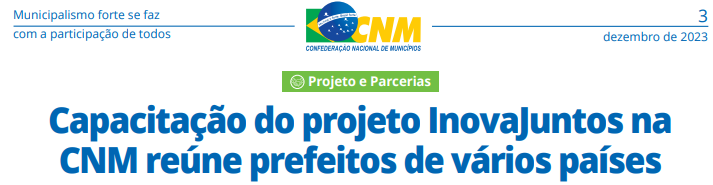 Municipalismo forte se faz
com a participação de todos
CNM
CONFEDERAÇÃO NACIONAL DE MUNICÍPIOS
3
dezembro de 2023
Projeto e Parcerias
Capacitação do projeto InovaJuntos na
CNM reúne prefeitos de vários países